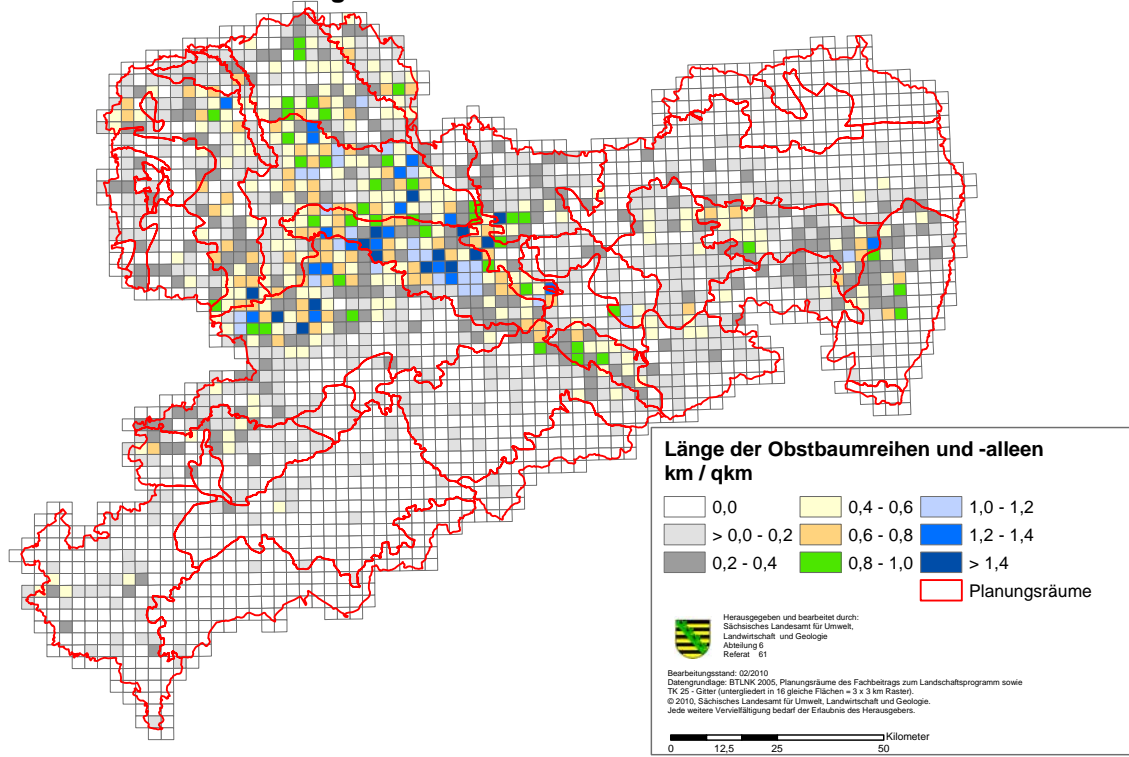 Länge der Obstbaumreihen und -alleen
km / qkm
0,0
0,4 - 0,6
1,0 - 1,2
> 0,0 - 0,2
0,6 - 0,8
1,2 - 1,4
0,2 - 0,4
0,8 - 1,0
> 1,4
Planungsräume
Herausgegeben und bearbeitet durch:
Sächsisches Landesamt für Umwelt,
Landwirtschaft und Geologie
Abteilung 6
Referat 61
Bearbeitungsstand: 02/2010
Datengrundlage: BTLNK 2005, Planungsräume des Fachbeitrags zum Landschaftsprogramm sowie
TK 25 - Gitter (untergliedert in 16 gleiche Flächen = 3 x 3 km Raster).
© 2010, Sächisches Landesamt für Umwelt, Landwirtschaft und Geologie.
Jede weitere Vervielfältigung bedarf der Erlaubnis des Herausgebers.
Kilometer
0 12,5 25 50